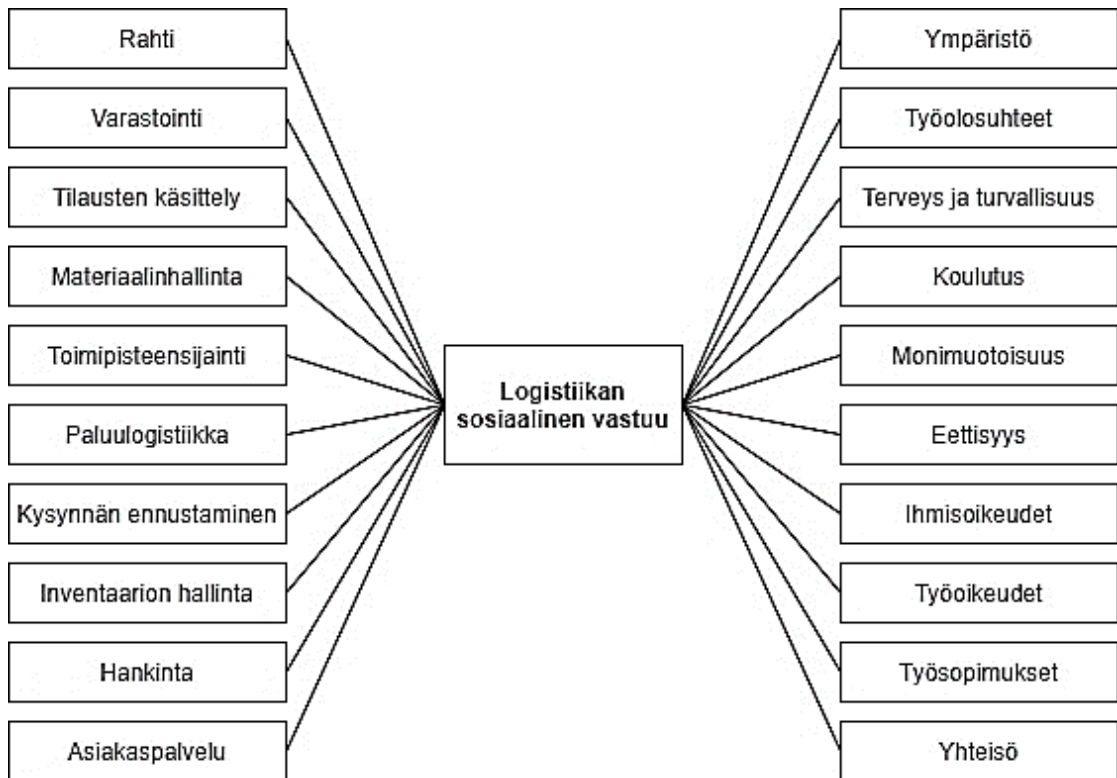 Rahti
Varastointi
Tilausten käsittely
Materiaalinhallinta
Toimipisteensijainti
Paluulogistiikka
Kysynnän ennustaminen
Inventaarion hallinta
Hankinta
Asiakaspalvelu
Logistiikan
sosiaalinen vastuu
Ympäristö
Työolosuhteet
Terveys ja turvallisuus
Koulutus
Monimuotoisuus
Eettisyys
Ihmisoikeudet
Työoikeudet
Työsopimukset
Yhteisö